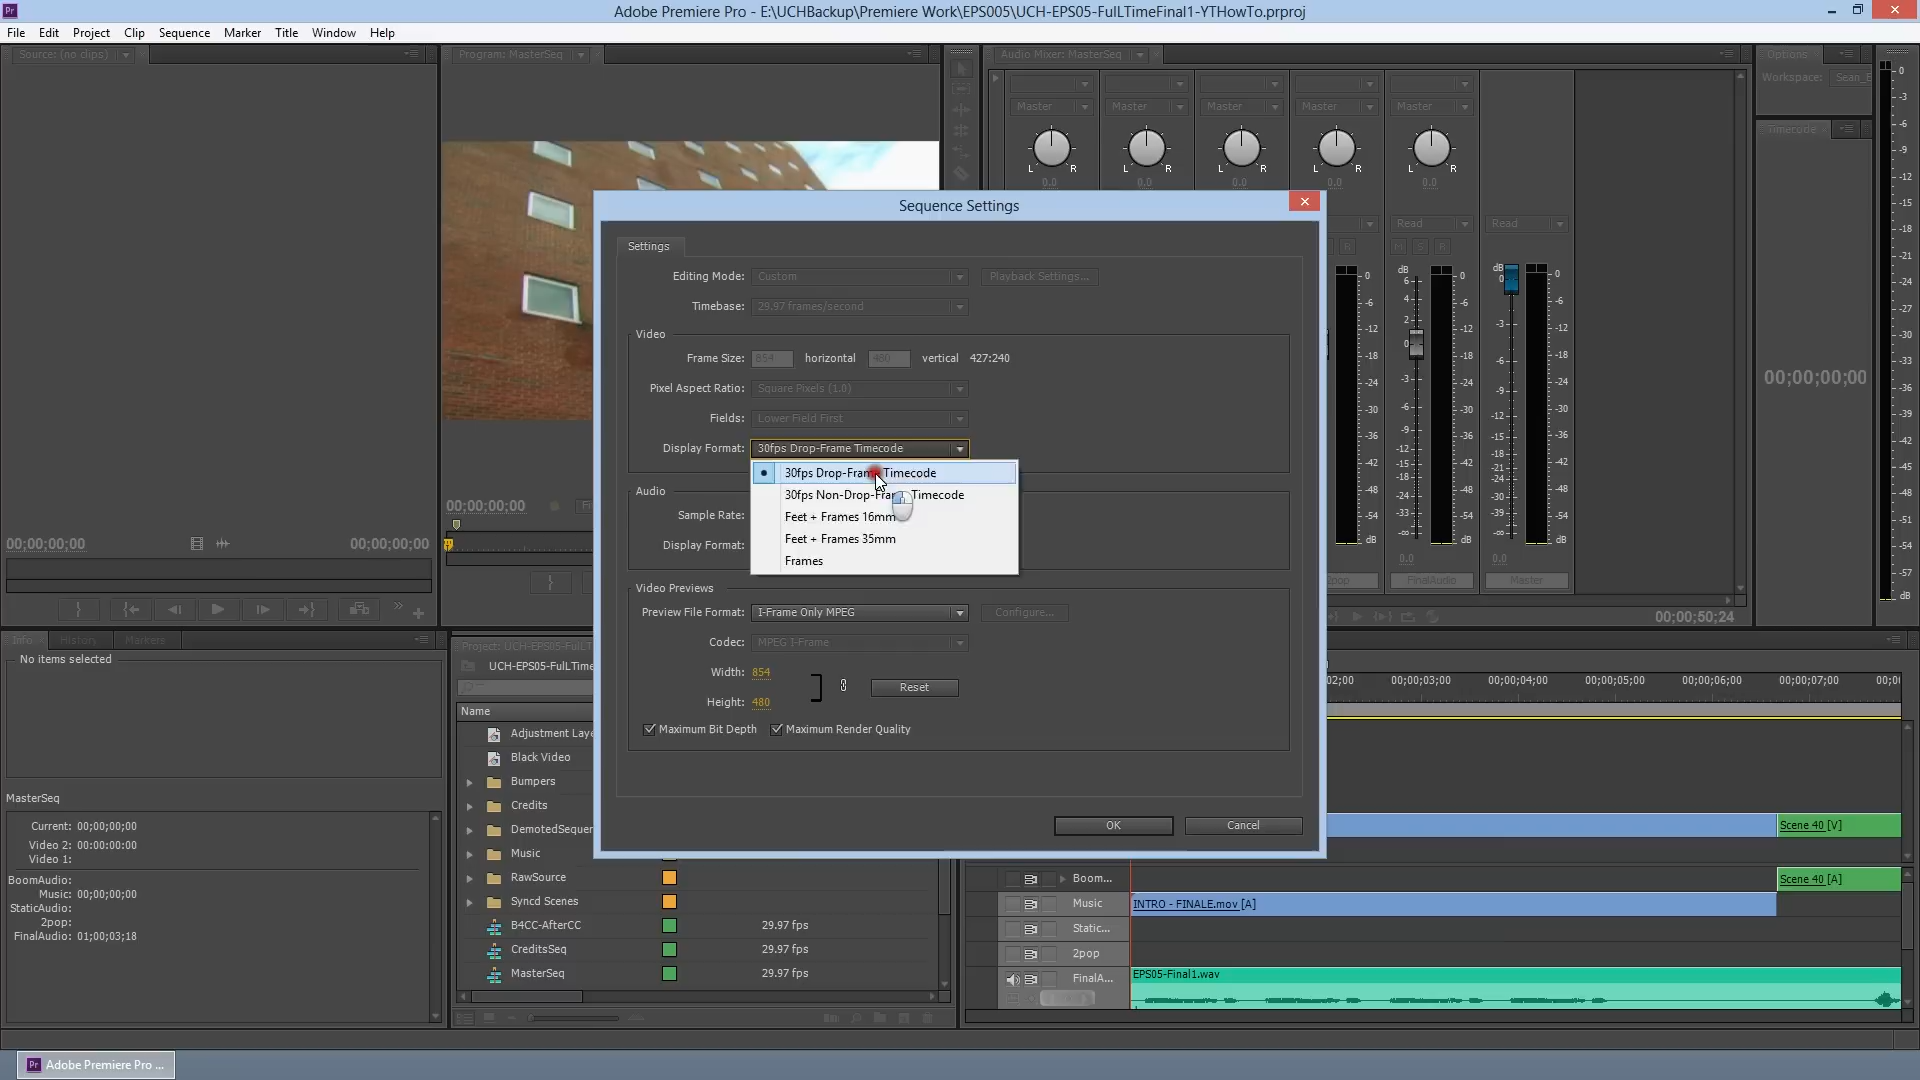 Adobe Premiere Pro - E:\UCHBackup\Premiere Work\EPS005\UCH-EPS05-FulLTimeFinal1-YTHowTo.prproj
File Edit Project Clip Sequence Marker Title Window Help
Source: (no clips)
Program: MasterSeq
Audio Mixer: MasterSeq
Options
Workspace: Sean_E
Master Master Master Master Master
L R L R L R L R L R
0.0 0.0 0.0 0.0 0.0
Timecode
00;00;00;00
Read Read
M S R
Sequence Settings
Settings
Editing Mode: Custom Playback Settings...
Timebase: 29.97 frames/second
Video
Frame Size: 854 horizontal 480 vertical 427:240
Pixel Aspect Ratio: Square Pixels (1.0)
Fields: Lower Field First
Display Format: 30fps Drop-Frame Timecode
30fps Drop-Frame Timecode
30fps Non-Drop-Frame Timecode
Feet + Frames 16mm
Feet + Frames 35mm
Frames
Audio
Sample Rate:
Display Format:
Video Previews
Preview File Format: I-Frame Only MPEG Configure...
Codec: MPEG I-Frame
Width: 854
Height: 480
Reset
Maximum Bit Depth Maximum Render Quality
OK Cancel
00;00;00;00
00;00;00;00 00;00;00;00
2pop FinalAudio Master
00;00;50;24
Info History Markers
No items selected
MasterSeq
Current: 00;00;00;00
Video 2: 00:00:00:00
Video 1:
BoomAudio:
Music: 00;00;00;00
StaticAudio:
2pop:
FinalAudio: 01;00;03;18
Project: UCH-EPS05-FulLTime
UCH-EPS05-FulLTime
Name
Adjustment Laye
Black Video
Bumpers
Credits
DemotedSequen
Music
RawSource
Syncd Scenes
B4CC-AfterCC 29.97 fps
CreditsSeq 29.97 fps
MasterSeq 29.97 fps
02;00 00;00;03;00 00;00;04;00 00;00;05;00 00;00;06;00 00;00;07;00 00;0
Scene 40 [V]
Boom... Scene 40 [A]
Music INTRO - FINALE.mov [A]
Static...
2pop
FinalA... EPS05-Final1.wav
Adobe Premiere Pro ...